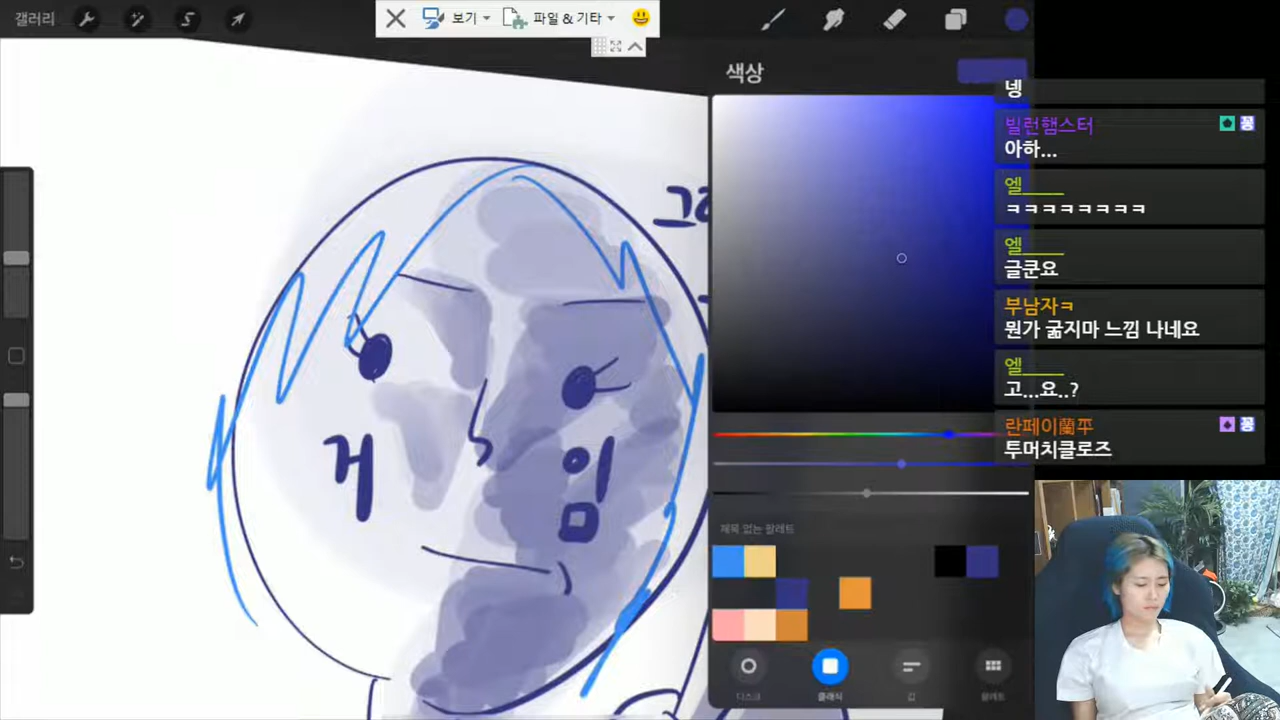 갤러리
보기
파일 & 기타
색상
그
거
임
넹
빌런햄스터
아하...
엘____
ㅋㅋㅋㅋㅋㅋㅋㅋ
엘____
글쿤요
부남자ㅋ
뭔가 굶지마 느낌 나네요
엘____
고...요..?
란페이蘭平
투머치클로즈
제목 없는 팔레트
디스크
클래식
값
팔레트